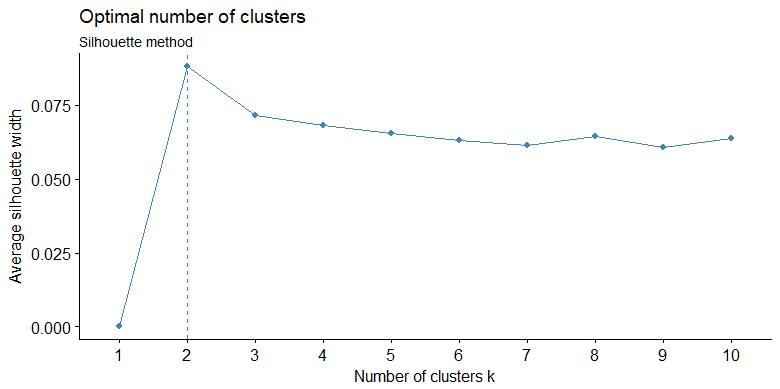 Optimal number of clusters
Silhouette method
Average silhouette width
0.075
0.050
0.025
0.000
1 2 3 4 5 6 7 8 9 10
Number of clusters k